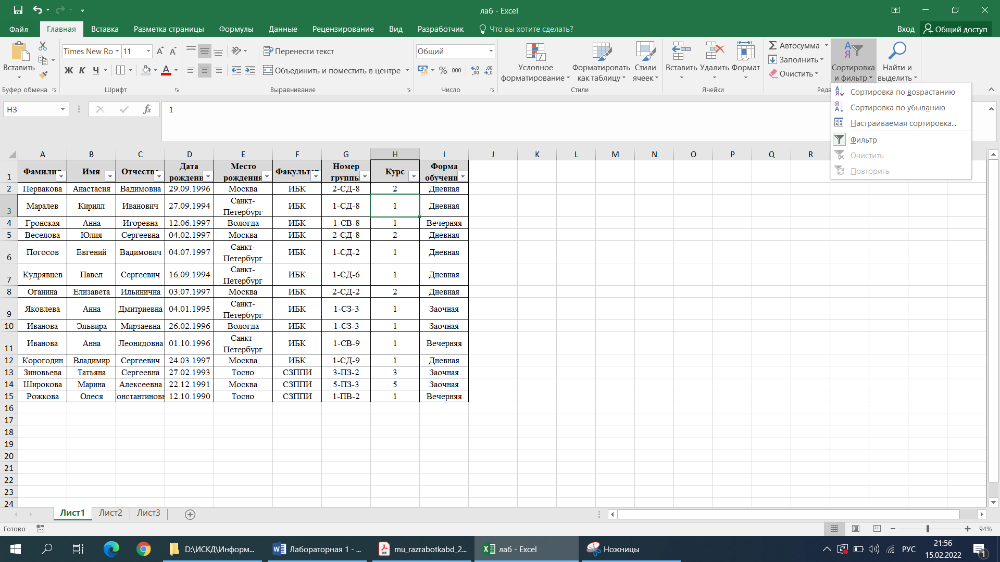 лаб - Excel
Файл Главная Вставка Разметка страницы Формулы Данные Рецензирование Вид Разработчик Что вы хотите сделать? Вход Общий доступ
Вставить
Times New Ro 11
Ж К Ч
Перенести текст
Объединить и поместить в центре
Общий
% 000
Условное форматирование
Форматировать как таблицу
Стили ячеек
Вставить Удалить Формат
Автосумма
Заполнить
Очистить
Сортировка и фильтр
Найти и выделить
Буфер обмена Шрифт Выравнивание Число Стили Ячейки Реда
Сортировка по возрастанию
Сортировка по убыванию
Настраиваемая сортировка...
Фильтр
Очистить
Повторить
H3 fx 1
A B C D E F G H I J K L M N O P Q R
1 Фамили Имя Отчеств Дата рождени Место рождения Факульте Номер группы Курс Форма обучени
2 Первакова Анастасия Вадимовна 29.09.1996 Москва ИБК 2-СД-8 2 Дневная
3 Маралев Кирилл Иванович 27.09.1994 Санкт-Петербург ИБК 1-СД-8 1 Дневная
4 Гронская Анна Игоревна 12.06.1997 Вологда ИБК 1-СВ-8 1 Вечерняя
5 Веселова Юлия Сергеевна 04.02.1997 Москва ИБК 2-СД-8 2 Дневная
6 Погосов Евгений Вадимович 04.07.1997 Санкт-Петербург ИБК 1-СД-2 1 Дневная
7 Кудрявцев Павел Сергеевич 16.09.1994 Санкт-Петербург ИБК 1-СД-6 1 Дневная
8 Оганина Елизавета Ильинична 03.07.1997 Москва ИБК 2-СД-2 2 Дневная
9 Яковлева Анна Дмитриевна 04.01.1995 Санкт-Петербург ИБК 1-СЗ-3 1 Заочная
10 Иванова Эльвира Мирзаевна 26.02.1996 Вологда ИБК 1-СЗ-3 1 Заочная
11 Иванова Анна Леонидовна 01.10.1996 Санкт-Петербург ИБК 1-СВ-9 1 Вечерняя
12 Корогодин Владимир Сергеевич 24.03.1997 Москва ИБК 1-СД-9 1 Дневная
13 Зиновьева Татьяна Сергеевна 27.02.1993 Тосно СЗППИ 3-ПЗ-2 3 Заочная
14 Широкова Марина Алексеевна 22.12.1991 Москва СЗППИ 5-ПЗ-3 5 Заочная
15 Рожкова Олеся онстантиновн 12.10.1990 Тосно СЗППИ 1-ПВ-2 1 Вечерняя
16
17
18
19
20
21
22
23
24
Лист1 Лист2 Лист3
Готово 94%
D:\ИСКД\Информ... Лабораторная 1 - ... mu_razrabotkabd_2... лаб - Excel Ножницы РУС 21:56
15.02.2022 1